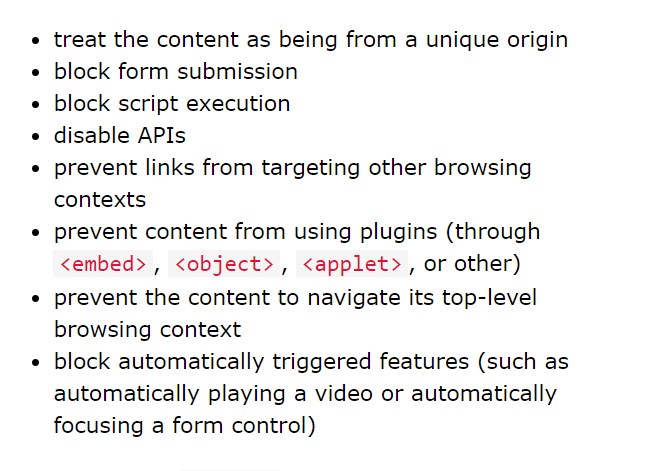 • treat the content as being from a unique origin
• block form submission
• block script execution
• disable APIs
• prevent links from targeting other browsing
contexts
• prevent content from using plugins (through
<embed>, <object>, <applet>, or other)
• prevent the content to navigate its top-level
browsing context
• block automatically triggered features (such as
automatically playing a video or automatically
focusing a form control)